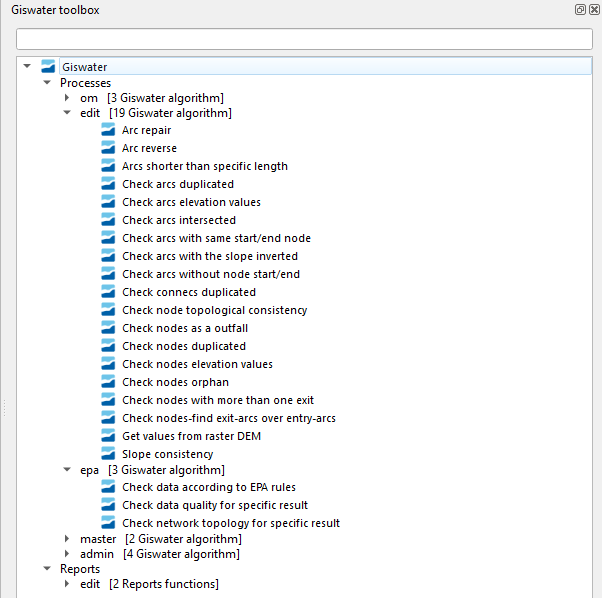 Giswater toolbox
Giswater
Processes
om [3 Giswater algorithm]
edit [19 Giswater algorithm]
Arc repair
Arc reverse
Arcs shorter than specific length
Check arcs duplicated
Check arcs elevation values
Check arcs intersected
Check arcs with same start/end node
Check arcs with the slope inverted
Check arcs without node start/end
Check connecs duplicated
Check node topological consistency
Check nodes as a outfall
Check nodes duplicated
Check nodes elevation values
Check nodes orphan
Check nodes with more than one exit
Check nodes-find exit-arcs over entry-arcs
Get values from raster DEM
Slope consistency
epa [3 Giswater algorithm]
Check data according to EPA rules
Check data quality for specific result
Check network topology for specific result
master [2 Giswater algorithm]
admin [4 Giswater algorithm]
Reports
edit [2 Reports functions]